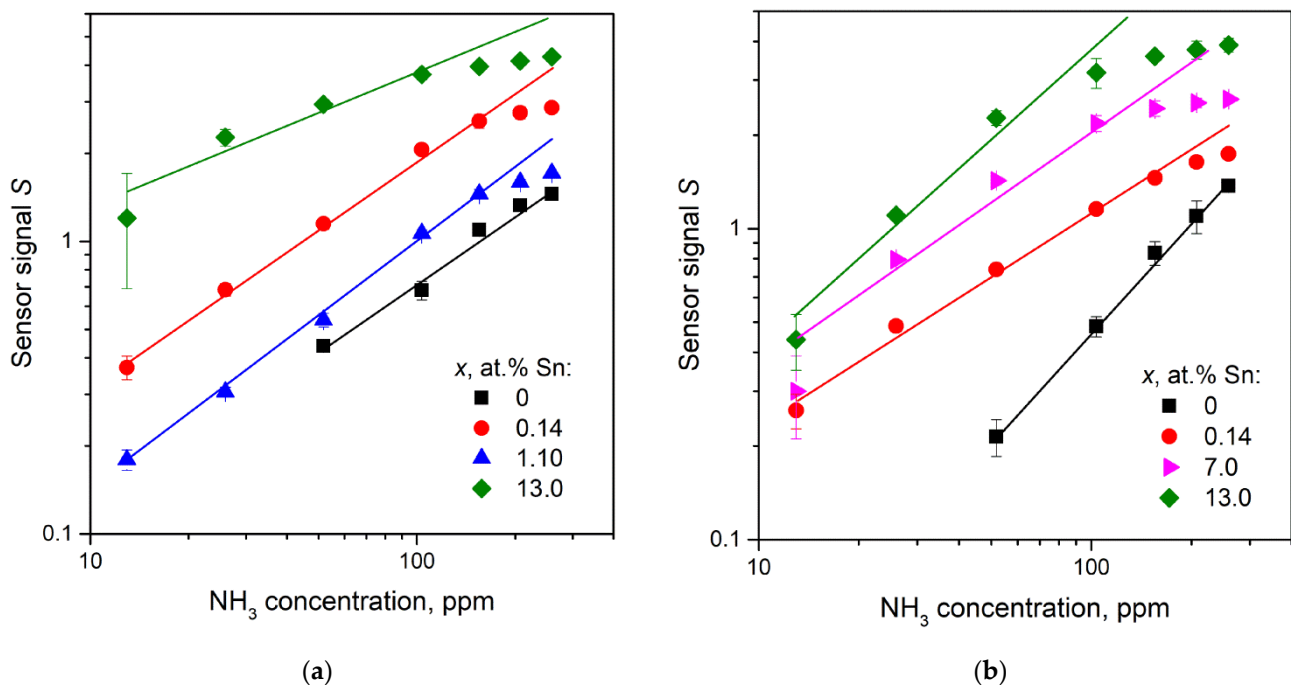 Sensor signal S
1
0.1
10
100
NH3 concentration, ppm
x, at.% Sn:
0
0.14
1.10
13.0
(a)
Sensor signal S
1
0.1
10
100
NH3 concentration, ppm
x, at.% Sn:
0
0.14
7.0
13.0
(b)